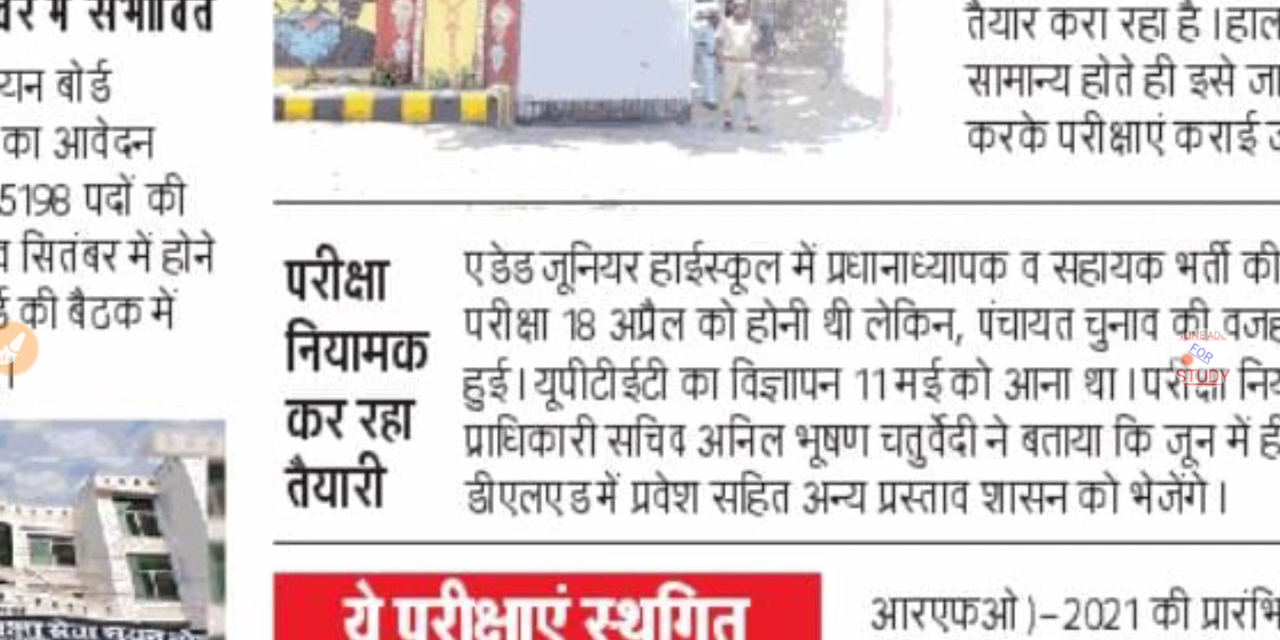 में संभावित
यन बोर्ड
का आवेदन
5198 पदों की
व सितंबर में होने
की बैठक में
तैयार करा रहा है । हाल
सामान्य होते ही इसे जा
करके परीक्षाएं कराई
परीक्षा
नियामक
कर रहा
तैयारी
एडेड जूनियर हाईस्कूल में प्रधानाध्यापक व सहायक भर्ती की
परीक्षा 18 अप्रैल को होनी थी लेकिन, पंचायत चुनाव की वजह
हुई । यूपीटीईटी का विज्ञापन 11 मई को आना था । परीक्षा निय
प्राधिकारी सचिव अनिल भूषण चतुर्वेदी ने बताया कि जून में ही
डीएलएड में प्रवेश सहित अन्य प्रस्ताव शासन को भेजेंगे ।
FOR
STUDY
ये परीक्षाएं स्थगित
आरएफओ )-2021 की प्रारंभि